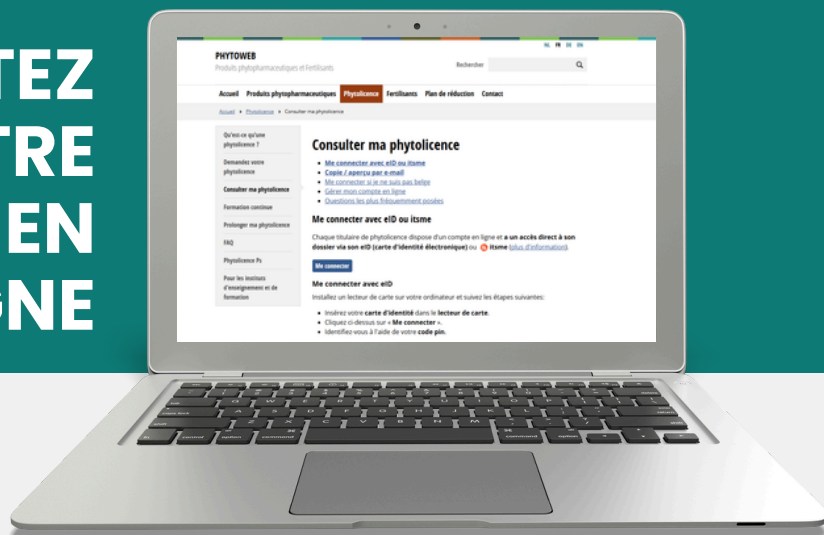 TEZ
TRE
EN
GNE
NL FR DE EN
PHYTOWEB
Produits phytopharmaceutiques et Fertilisants
Rechercher
Accueil Produits phytopharmaceutiques Phytolicence Fertilisants Plan de réduction Contact
Accueil Phytolicence Consulter ma phytolicence
Qu'est-ce qu'une
phytolicence ?
Demandez votre
phytolicence
Consulter ma phytolicence
Formation continue
Prolonger ma phytolicence
FAQ
Phytolicence Ps
Pour les instituts
d'enseignement et de
formation
Consulter ma phytolicence
• Me connecter avec eID ou itsme
• Copie / aperçu par e-mail
• Me connecter si je ne suis pas belge
• Gérer mon compte en ligne
• Questions les plus fréquemment posées
Me connecter avec eID ou itsme
Chaque titulaire de phytolicence dispose d'un compte en ligne et a un accès direct à son
dossier via son eID (carte d'identité électronique) ou itsme (plus d'information).
Me connecter
Me connecter avec eID
Installez un lecteur de carte sur votre ordinateur et suivez les étapes suivantes:
• Insérez votre carte d'identité dans le lecteur de carte.
• Cliquez ci-dessus sur « Me connecter ».
• Identifiez-vous à l'aide de votre code pin.